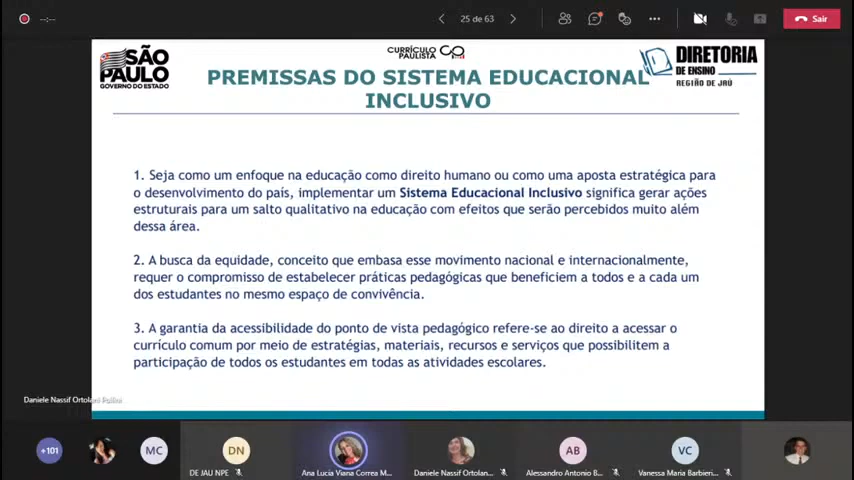 --:--
25 de 63
Sair
SÃO
PAULO
GOVERNO DO ESTADO
CURRÍCULO
PAULISTA
DIRETORIA
DE ENSINO
REGIÃO DE JAÚ
PREMISSAS DO SISTEMA EDUCACIONAL
INCLUSIVO
1. Seja como um enfoque na educação como direito humano ou como uma aposta estratégica para
o desenvolvimento do país, implementar um Sistema Educacional Inclusivo significa gerar ações
estruturais para um salto qualitativo na educação com efeitos que serão percebidos muito além
dessa área.
2. A busca da equidade, conceito que embasa esse movimento nacional e internacionalmente,
requer o compromisso de estabelecer práticas pedagógicas que beneficiem a todos e a cada um
dos estudantes no mesmo espaço de convivência.
3. A garantia da acessibilidade do ponto de vista pedagógico refere-se ao direito a acessar o
currículo comum por meio de estratégias, materiais, recursos e serviços que possibilitem a
participação de todos os estudantes em todas as atividades escolares.
Daniele Nassif Ortolani Pollini
+101
MC
DN
AB
VC
DE JAU NPE
Ana Lucia Viana Correa M...
Daniele Nassif Ortolan...
Alessandro Antonio B...
Vanessa Maria Barbieri...